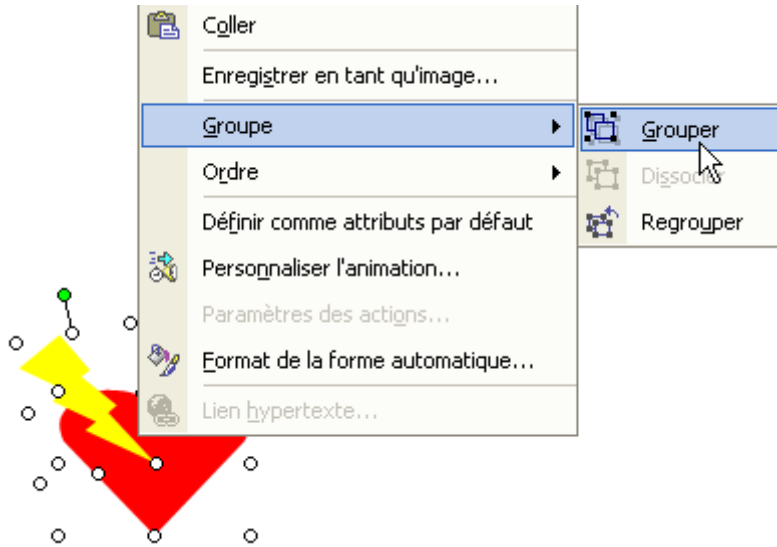 Coller
Enregistrer en tant qu'image...
Groupe
Grouper
Ordre
Dissocier
Définir comme attributs par défaut
Regrouper
Personnaliser l'animation...
Paramètres des actions...
Format de la forme automatique...
Lien hypertexte...